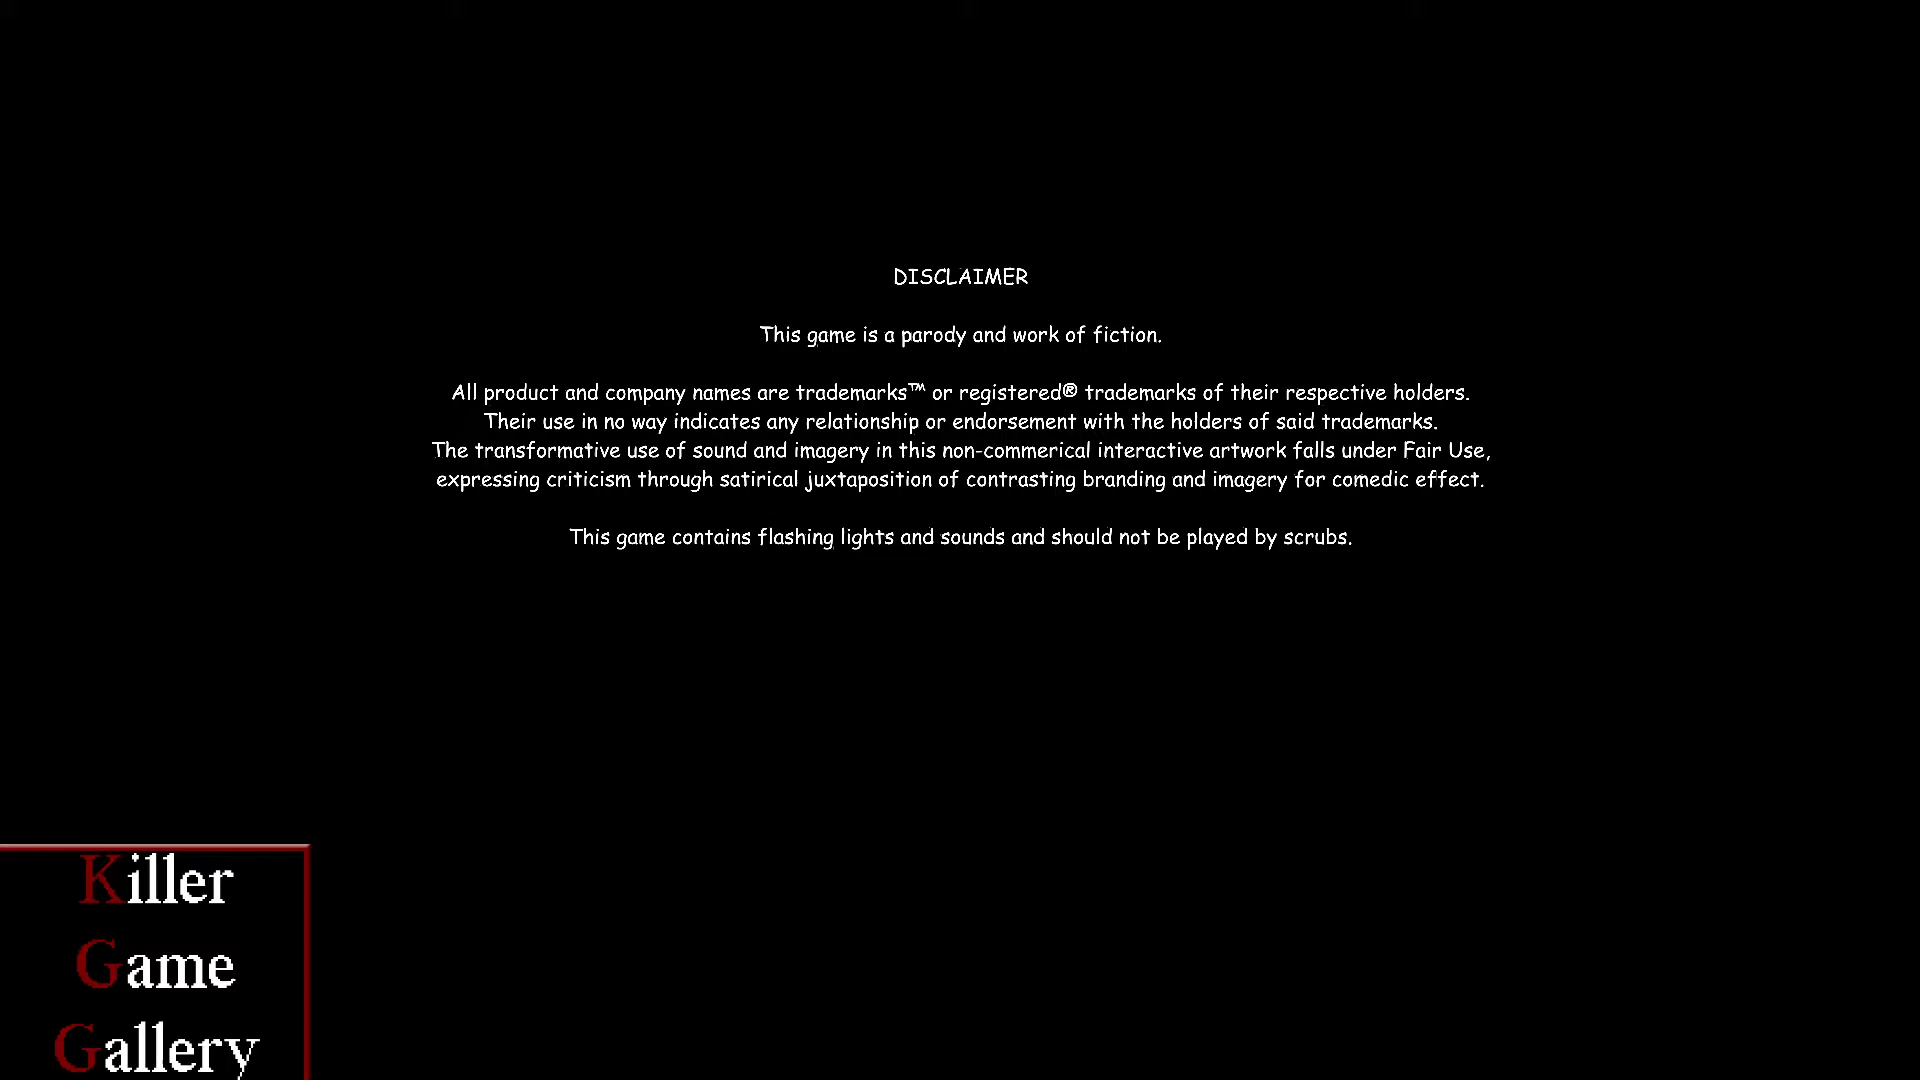 DISCLAIMER
This game is a parody and work of fiction.
All product and company names are trademarks™ or registered® trademarks of their respective holders.
Their use in no way indicates any relationship or endorsement with the holders of said trademarks.
The transformative use of sound and imagery in this non-commerical interactive artwork falls under Fair Use,
expressing criticism through satirical juxtaposition of contrasting branding and imagery for comedic effect.
This game contains flashing lights and sounds and should not be played by scrubs.
Killer
Game
Gallery